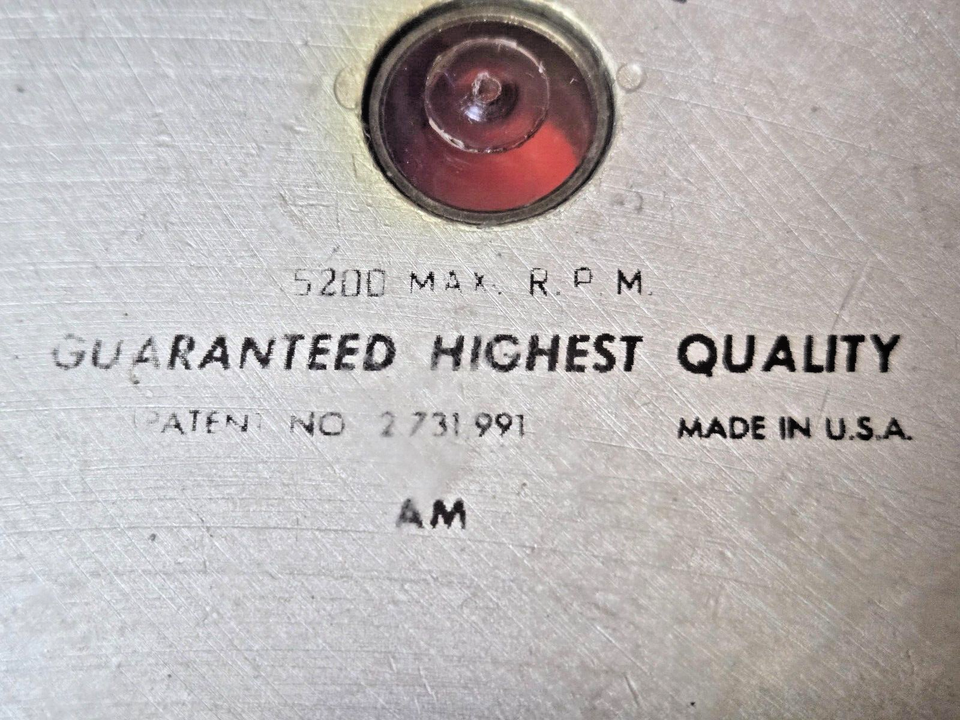 5200 MAX. R.P.M.
GUARANTEED HIGHEST QUALITY
(PATENT NO 2,731,991 MADE IN U.S.A.
AM